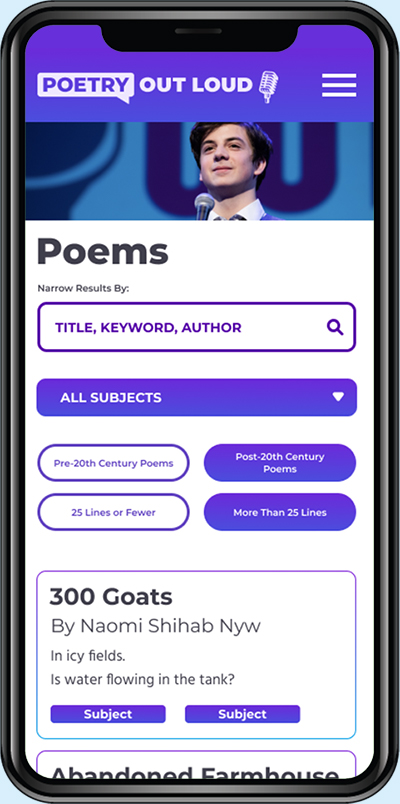 POETRY OUT LOUD
Poems
Narrow Results By:
TITLE, KEYWORD, AUTHOR
ALL SUBJECTS
Pre-20th Century Poems
Post-20th Century
Poems
25 Lines or Fewer
More Than 25 Lines
300 Goats
By Naomi Shihab Nyw
In icy fields.
Is water flowing in the tank?
Subject
Subject
Abandoned Farmhouse